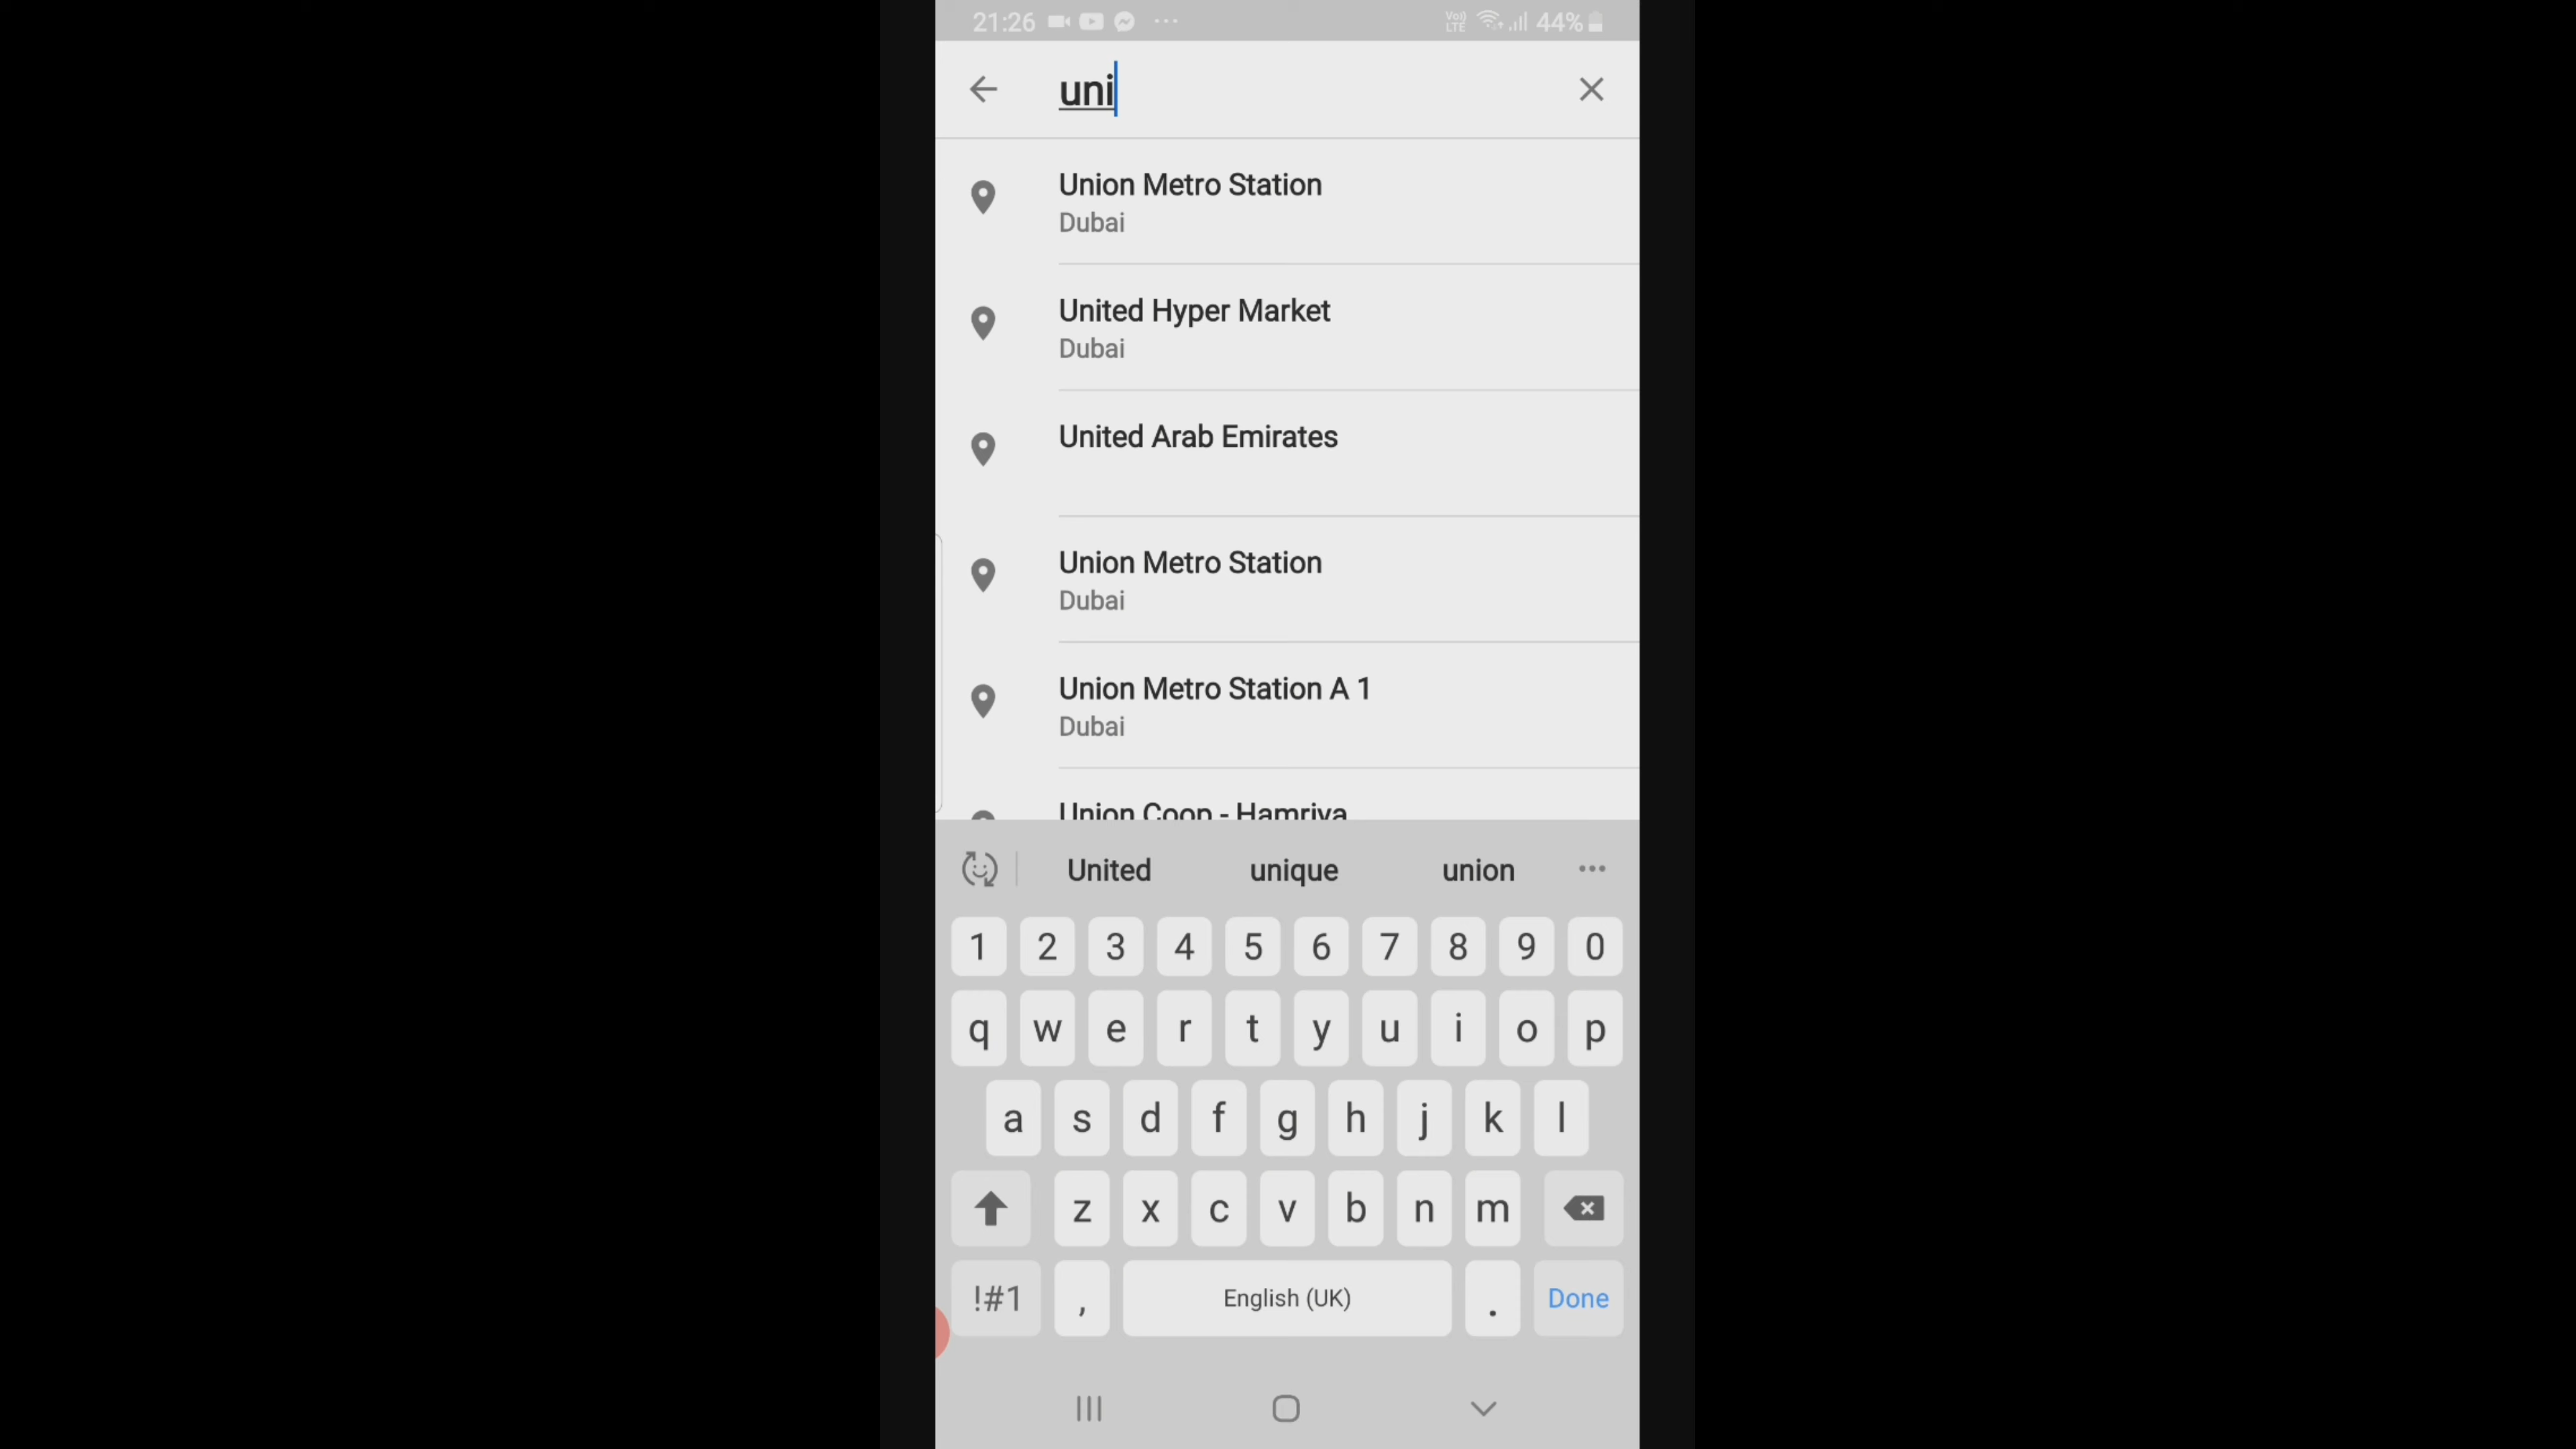 21:26 ... Vo) LTE 44%
uni
Union Metro Station
Dubai
United Hyper Market
Dubai
United Arab Emirates
Union Metro Station
Dubai
Union Metro Station A 1
Dubai
Union Coop - Hamriya
United unique union ...
1 2 3 4 5 6 7 8 9 0
q w e r t y u i o p
a s d f g h j k l
z x c v b n m
!#1 , English (UK) . Done